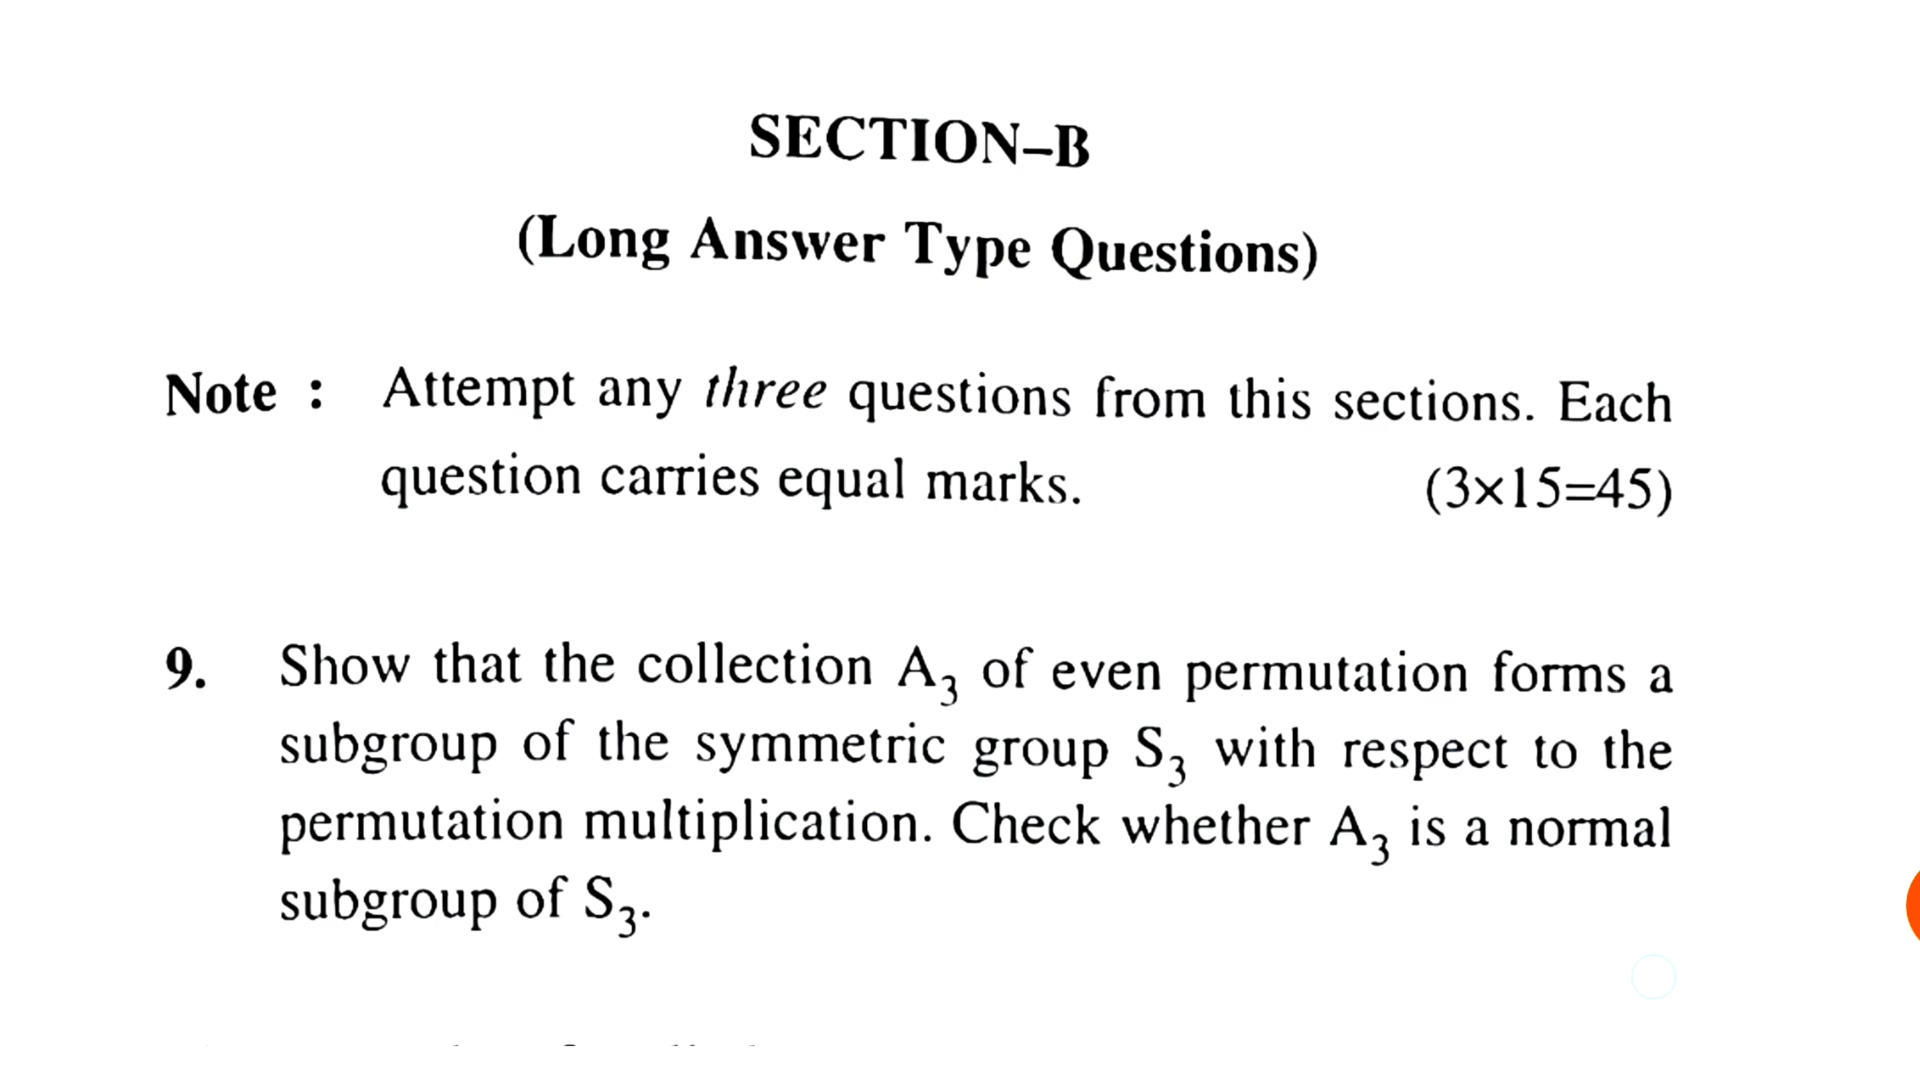 SECTION–B
(Long Answer Type Questions)
Note : Attempt any three questions from this sections. Each
question carries equal marks. (3×15=45)
9. Show that the collection A₃ of even permutation forms a
subgroup of the symmetric group S₃ with respect to the
permutation multiplication. Check whether A₃ is a normal
subgroup of S₃.